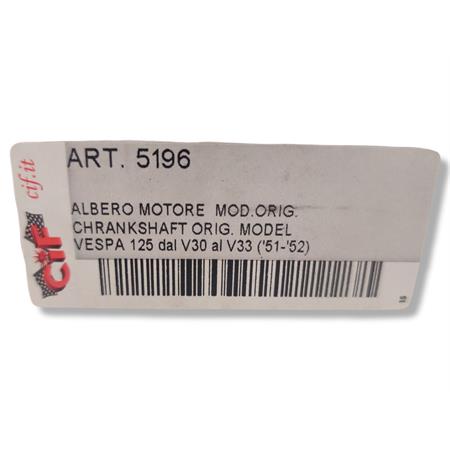 cif.it
CIF
ART. 5196
ALBERO MOTORE MOD.ORIG.
CHRANKSHAFT ORIG. MODEL
VESPA 125 dal V30 al V33 ('51-'52)